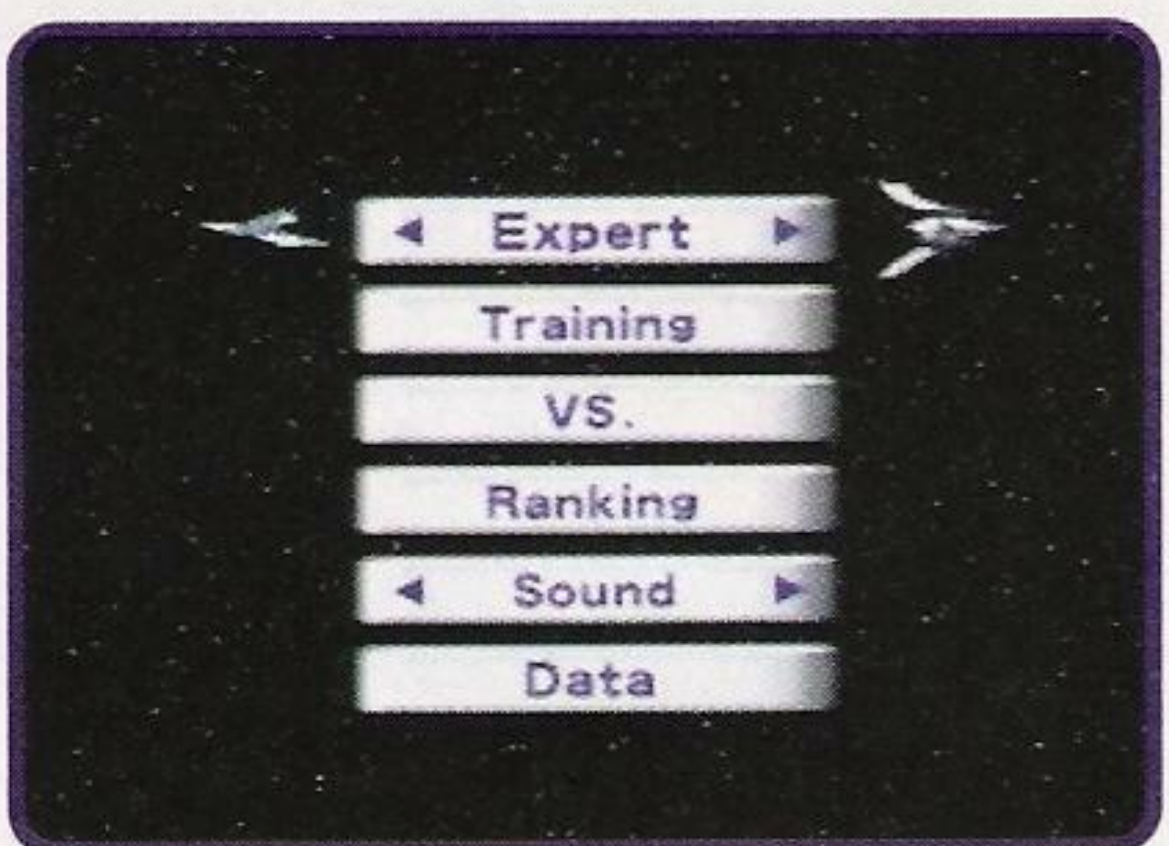 Expert
Training
VS.
Ranking
Sound
Data